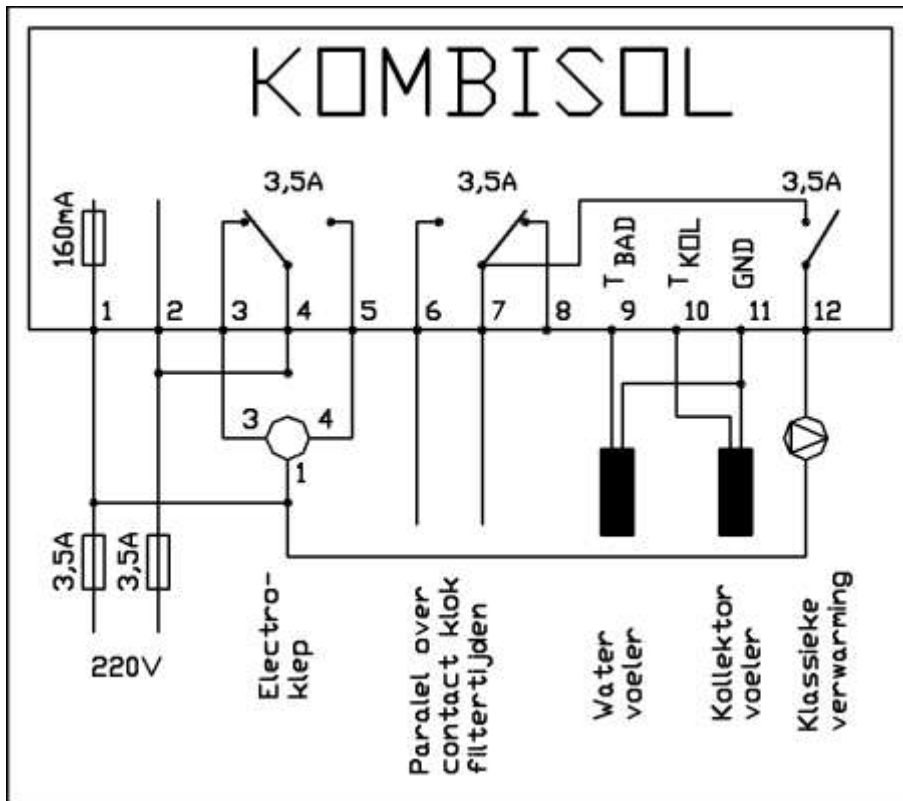 KOMBISOL
3,5A
3,5A
3,5A
160mA
T BAD
T KOL
GND
1
2
3
4
5
6
7
8
9
10
11
12
3
4
1
3,5A
3,5A
220V
Electro-
klep
Paralel over
contact klok
filtertijden
Water
voeler
Kollektor
voeler
Klassieke
verwarming